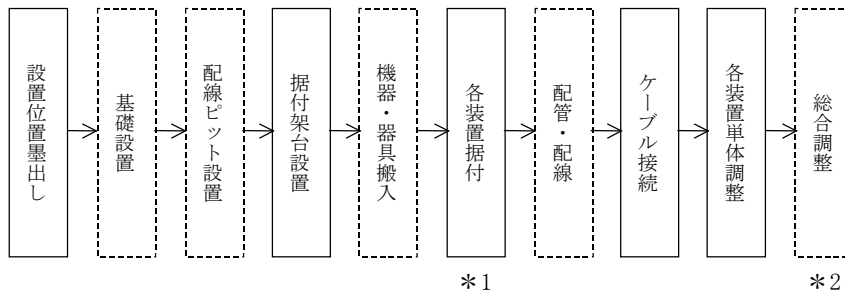 設置位置墨出し
基礎設置
配線ピット設置
据付架台設置
機器・器具搬入
各装置据付
配管・配線
ケーブル接続
各装置単体調整
総合調整
＊1
＊2